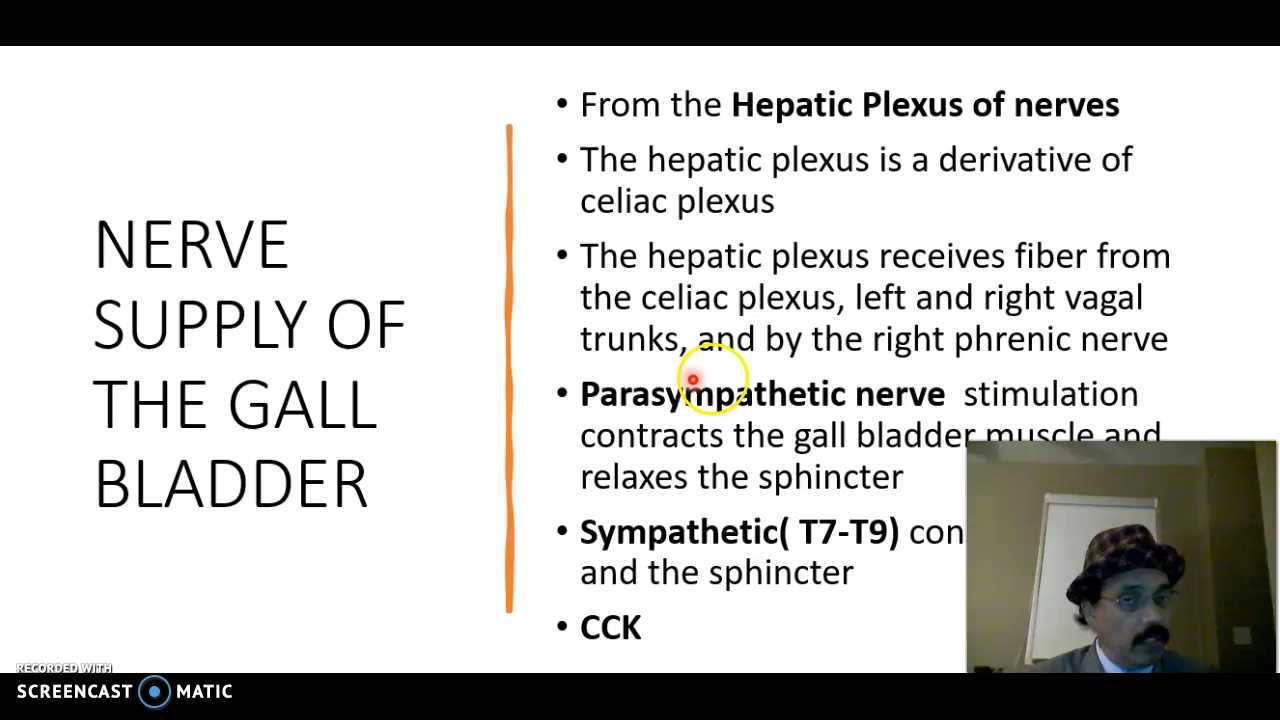 NERVE
SUPPLY OF
THE GALL
BLADDER
• From the Hepatic Plexus of nerves
• The hepatic plexus is a derivative of
celiac plexus
• The hepatic plexus receives fiber from
the celiac plexus, left and right vagal
trunks, and by the right phrenic nerve
• Parasympathetic nerve stimulation
contracts the gall bladder muscle and
relaxes the sphincter
• Sympathetic( T7-T9)
and the sphincter
• CCK
RECORDED WITH
SCREENCAST MATIC